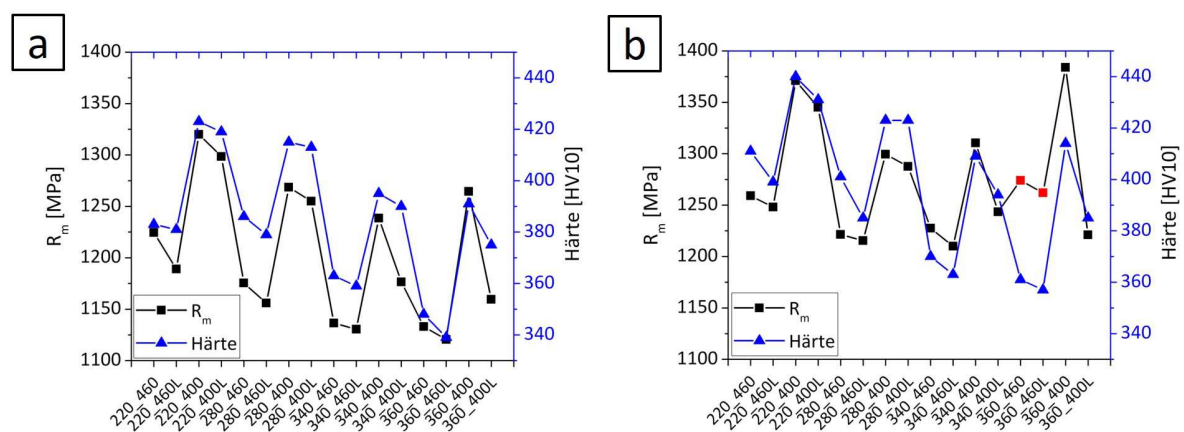 a
1400
1350
1300
1250
1200
1150
1100
R_m [MPa]
440
420
400
380
360
340
Härte [HV10]
R_m
Härte
220_460
220_460L
220_400
220_400L
280_460
280_460L
280_400
280_400L
340_460
340_460L
340_400
340_400L
360_460
360_460L
360_400
360_400L
b
1400
1350
1300
1250
1200
1150
1100
R_m [MPa]
440
420
400
380
360
340
Härte [HV10]
R_m
Härte
220_460
220_460L
220_400
220_400L
280_460
280_460L
280_400
280_400L
340_460
340_460L
340_400
340_400L
360_460
360_460L
360_400
360_400L